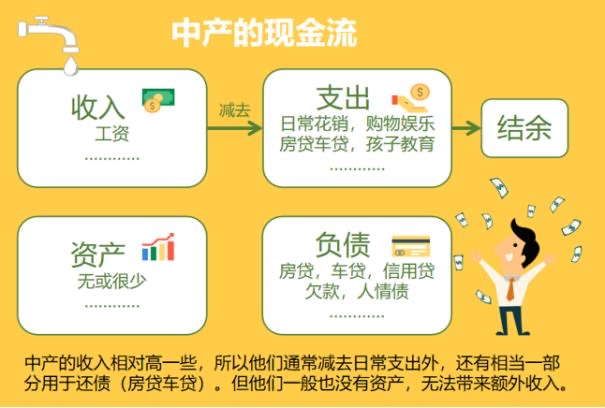 中产的现金流
收入
工资
............
减去
支出
日常花销，购物娱乐
房贷车贷，孩子教育
............
结余
资产
无或很少
............
负债
房贷，车贷，信用贷
欠款，人情债
............
中产的收入相对高一些，所以他们通常减去日常支出外，还有相当一部
分用于还债（房贷车贷）。但他们一般也没有资产，无法带来额外收入。